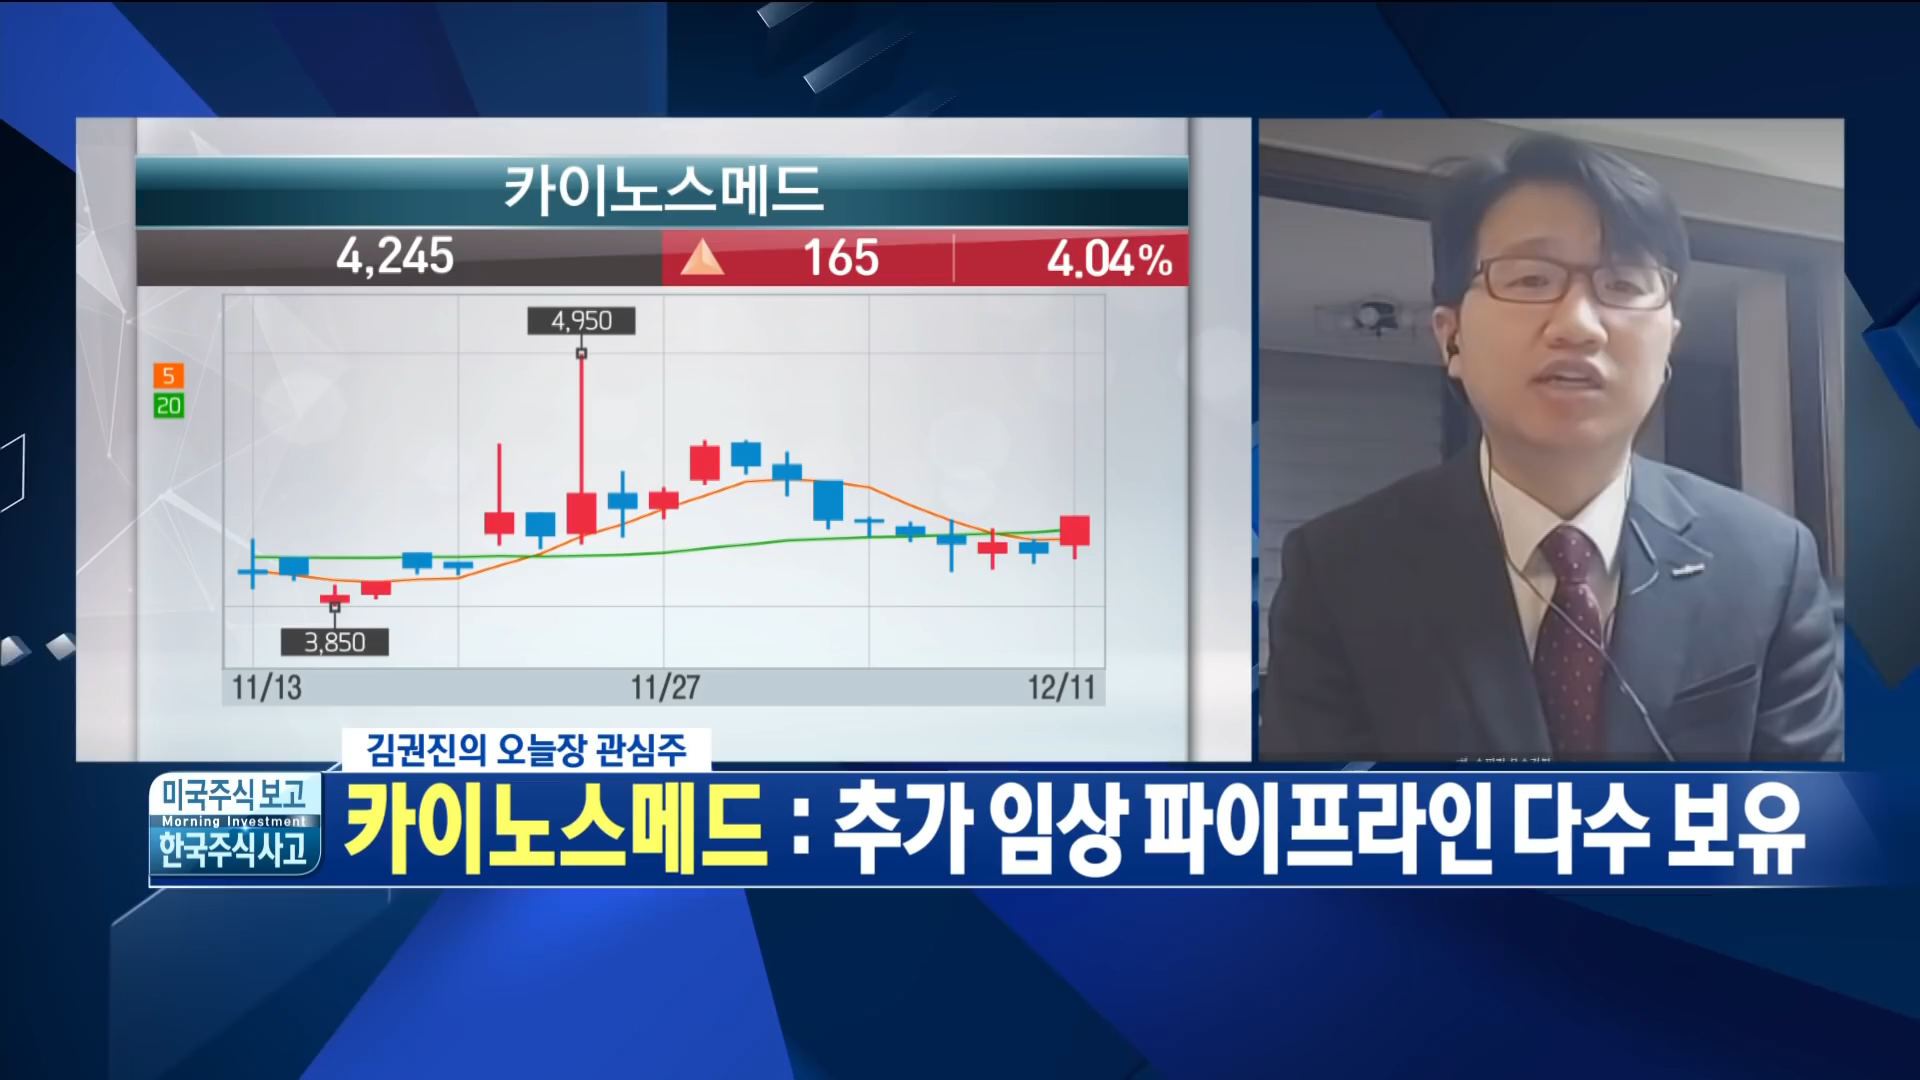 카이노스메드
4,245 165 4.04%
4,950
5
20
3,850
11/13 11/27 12/11
김권진의 오늘장 관심주
미국주식 보고
Morning Investment
한국주식 사고
카이노스메드 : 추가 임상 파이프라인 다수 보유